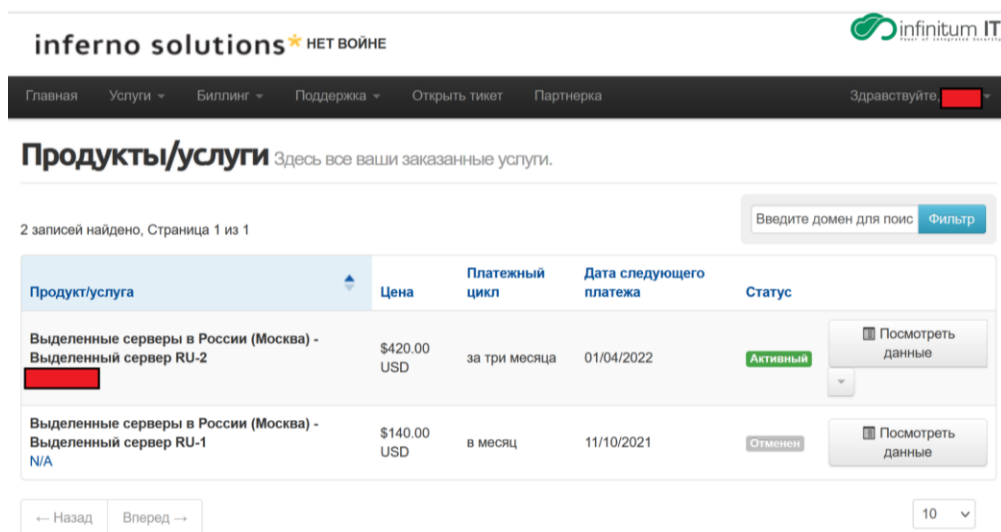 inferno solutions* НЕТ ВОЙНЕ
infinitum IT
Главная Услуги Биллинг Поддержка Открыть тикет Партнерка Здравствуйте,
Продукты/услуги Здесь все ваши заказанные услуги.
2 записей найдено, Страница 1 из 1
Введите домен для поис Фильтр
Продукт/услуга Цена Платежный цикл Дата следующего платежа Статус
Выделенные серверы в России (Москва) -
Выделенный сервер RU-2
$420.00
USD
за три месяца 01/04/2022 Активный
Посмотреть
данные
Выделенные серверы в России (Москва) -
Выделенный сервер RU-1
N/A
$140.00
USD
в месяц 11/10/2021 Отменен
Посмотреть
данные
← Назад Вперед → 10